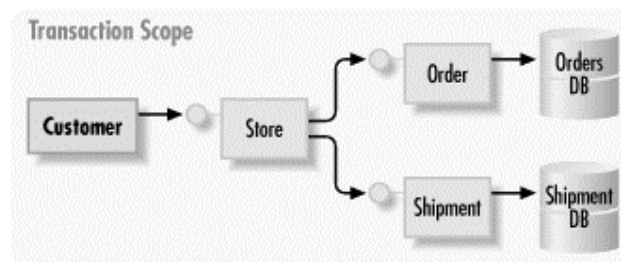 Transaction Scope
Customer
Store
Order
Orders
DB
Shipment
Shipment
DB